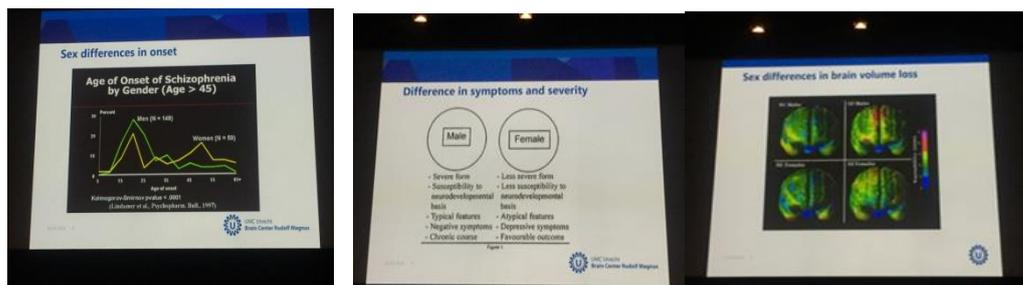 Sex differences in onset
Age of Onset of Schizophrenia
by Gender (Age > 45)
Percent
Men (N = 149)
Women (N = 59)
Age of onset
Kolmogorov-Smirnov pvalue < .0001
(Lindamer et al., Psychopharm. Bull., 1997)
UMC Utrecht
Brain Center Rudolf Magnus
Difference in symptoms and severity
Male
Female
- Severe form
- Susceptibility to
neurodevelopmental
basis
- Typical features
- Negative symptoms
- Chronic course
- Less severe form
- Less susceptibility to
neurodevelopmental
basis
- Atypical features
- Depressive symptoms
- Favourable outcome
Figure 1
UMC Utrecht
Brain Center Rudolf Magnus
Sex differences in brain volume loss